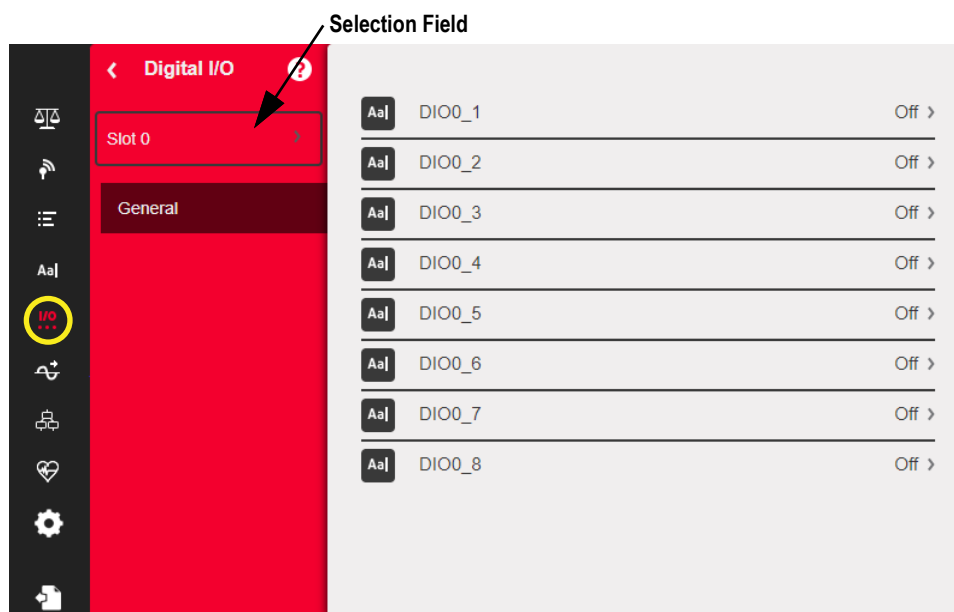 Selection Field
Digital I/O ?
Slot 0
General
Aa|
I/O
Aa| DIO0_1 Off
Aa| DIO0_2 Off
Aa| DIO0_3 Off
Aa| DIO0_4 Off
Aa| DIO0_5 Off
Aa| DIO0_6 Off
Aa| DIO0_7 Off
Aa| DIO0_8 Off